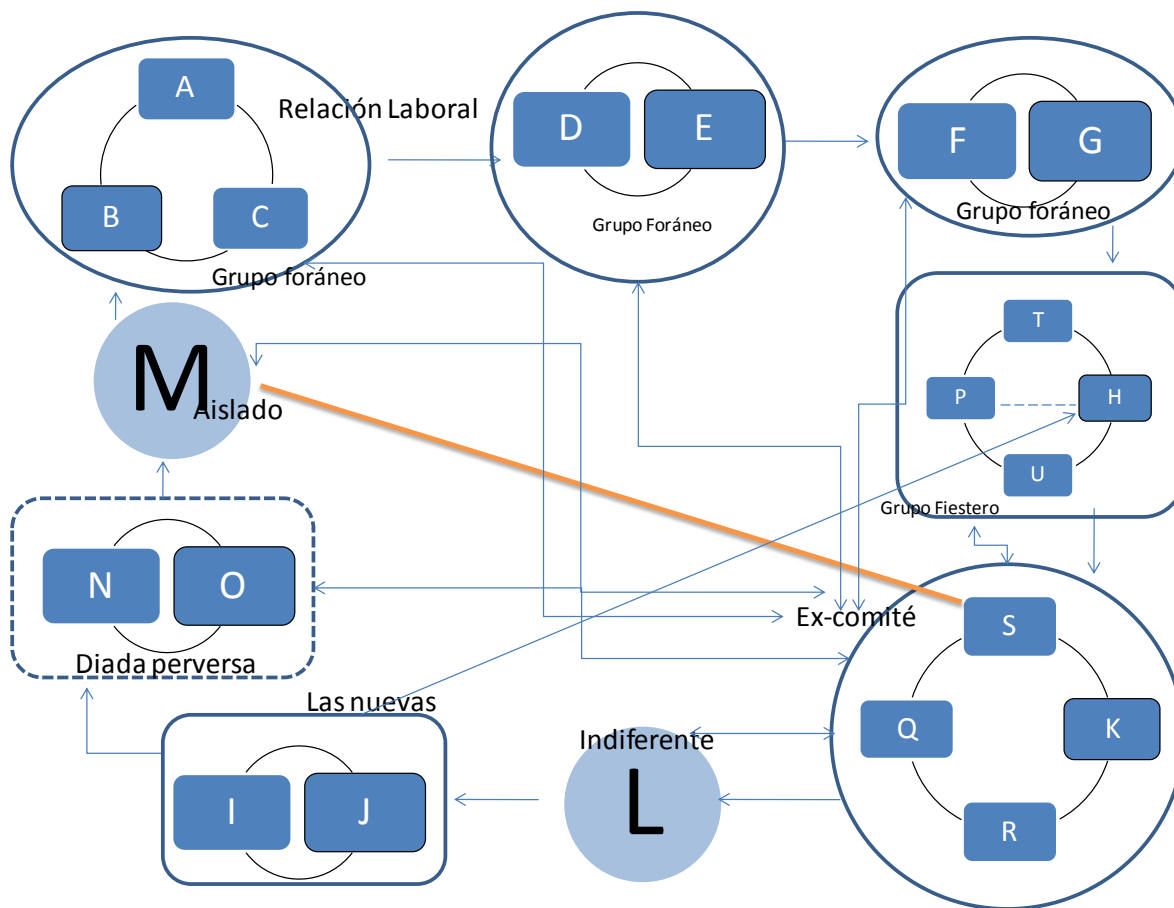 A
Relación Laboral
D
E
F
G
B
C
Grupo foráneo
Grupo Foráneo
Grupo foráneo
T
P
H
U
Grupo Fiestero
M
Aislado
N
O
Diada perversa
Ex-comité
S
Q
K
R
Las nuevas
I
J
Indiferente
L